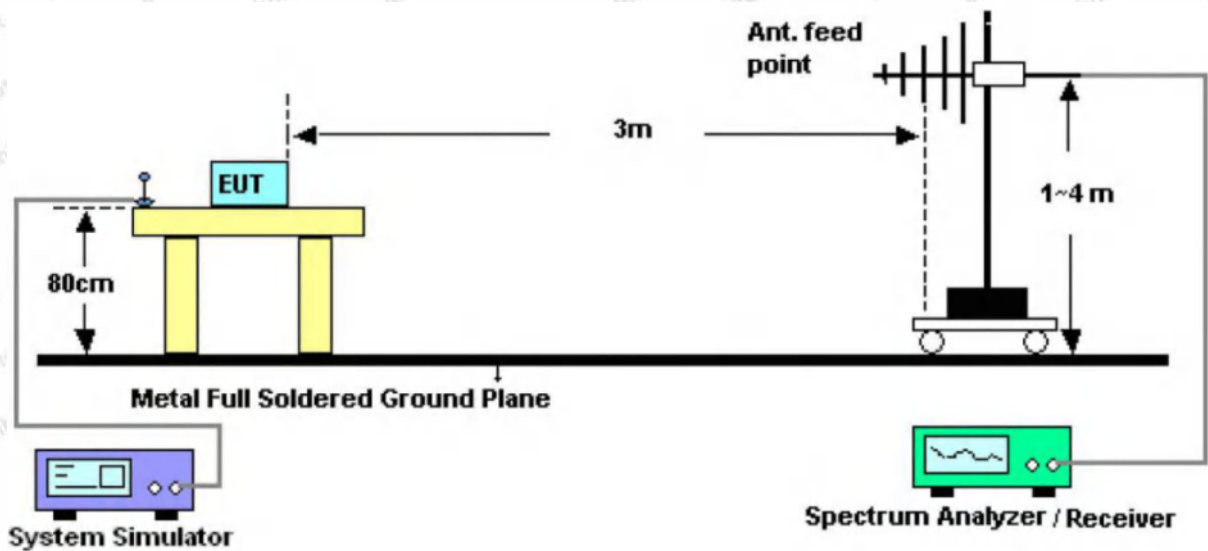 Ant. feed
point
3m
EUT
1~4 m
80cm
Metal Full Soldered Ground Plane
System Simulator
Spectrum Analyzer / Receiver